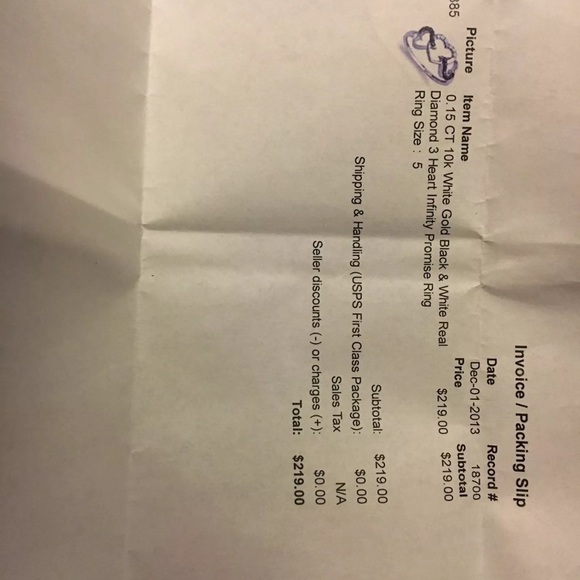 Invoice / Packing Slip
Date Record #
Dec-01-2013 18700
385
Picture Item Name Price Subtotal
0.15 CT 10k White Gold Black & White Real $219.00 $219.00
Diamond 3 Heart Infinity Promise Ring
Ring Size : 5
Subtotal: $219.00
Shipping & Handling (USPS First Class Package): $0.00
Sales Tax N/A
Seller discounts (-) or charges (+): $0.00
Total: $219.00